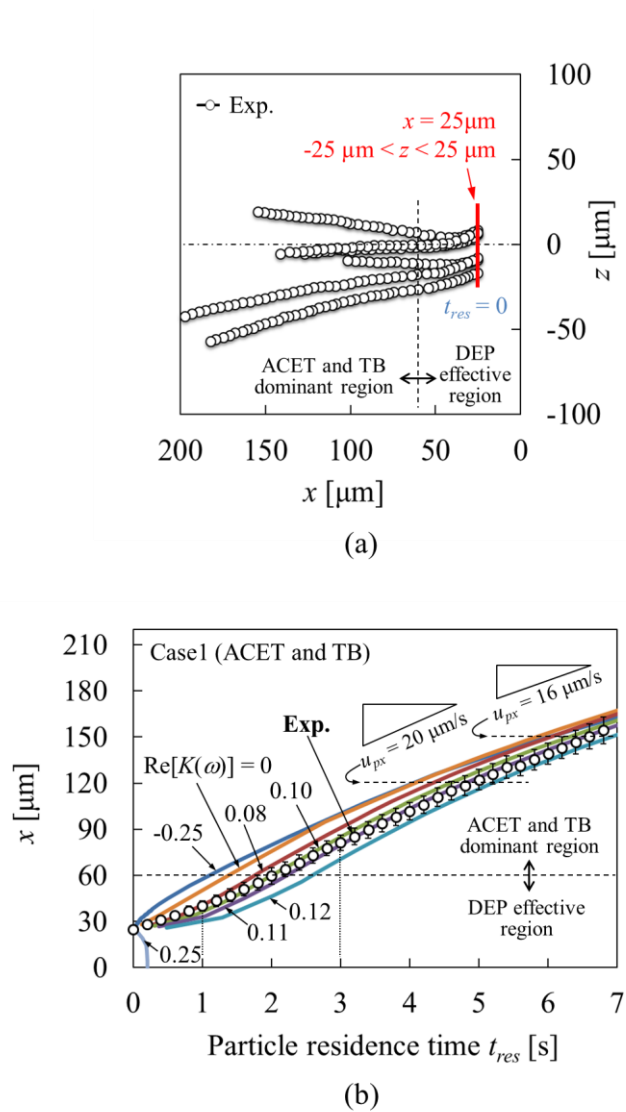 100
Exp.
x = 25μm
-25 μm < z < 25 μm
50
0
z [μm]
t_res = 0
-50
ACET and TB
dominant region
DEP
effective
region
-100
200 150 100 50 0
x [μm]
(a)
210
Case1 (ACET and TB)
180
u_px = 16 μm/s
u_px = 20 μm/s
150
Exp.
Re[K(ω)] = 0
120
x [μm]
0.10
0.08
-0.25
90
ACET and TB
dominant region
60
DEP effective
region
0.12
0.11
30
0.25
0
0 1 2 3 4 5 6 7
Particle residence time t_res [s]
(b)